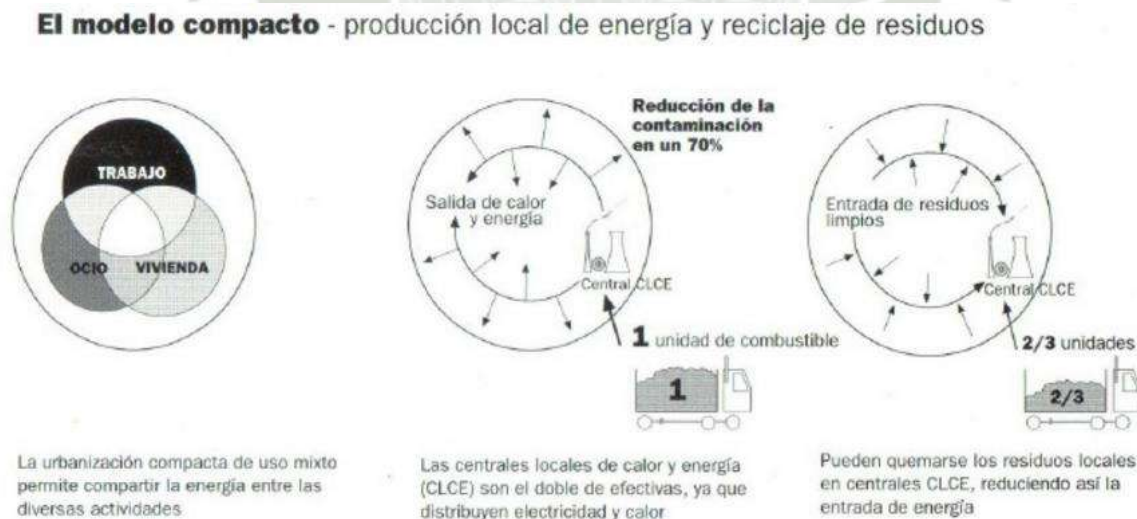 El modelo compacto - producción local de energía y reciclaje de residuos
TRABAJO
OCIO
VIVIENDA
La urbanización compacta de uso mixto
permite compartir la energía entre las
diversas actividades
Reducción de la
contaminación
en un 70%
Salida de calor
y energía
Central CLCE
1 unidad de combustible
1
Las centrales locales de calor y energía
(CLCE) son el doble de efectivas, ya que
distribuyen electricidad y calor
Entrada de residuos
limpios
Central CLCE
2/3 unidades
2/3
Pueden quemarse los residuos locales
en centrales CLCE, reduciendo así la
entrada de energía